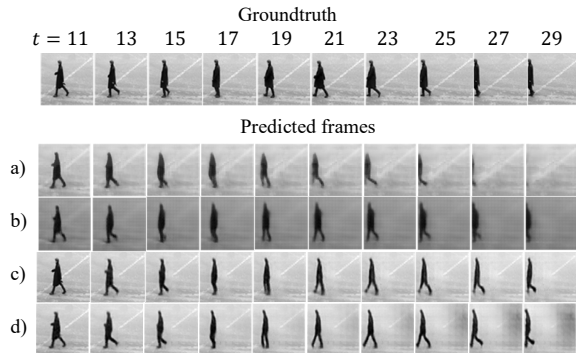 Groundtruth
t = 11 13 15 17 19 21 23 25 27 29
Predicted frames
a)
b)
c)
d)